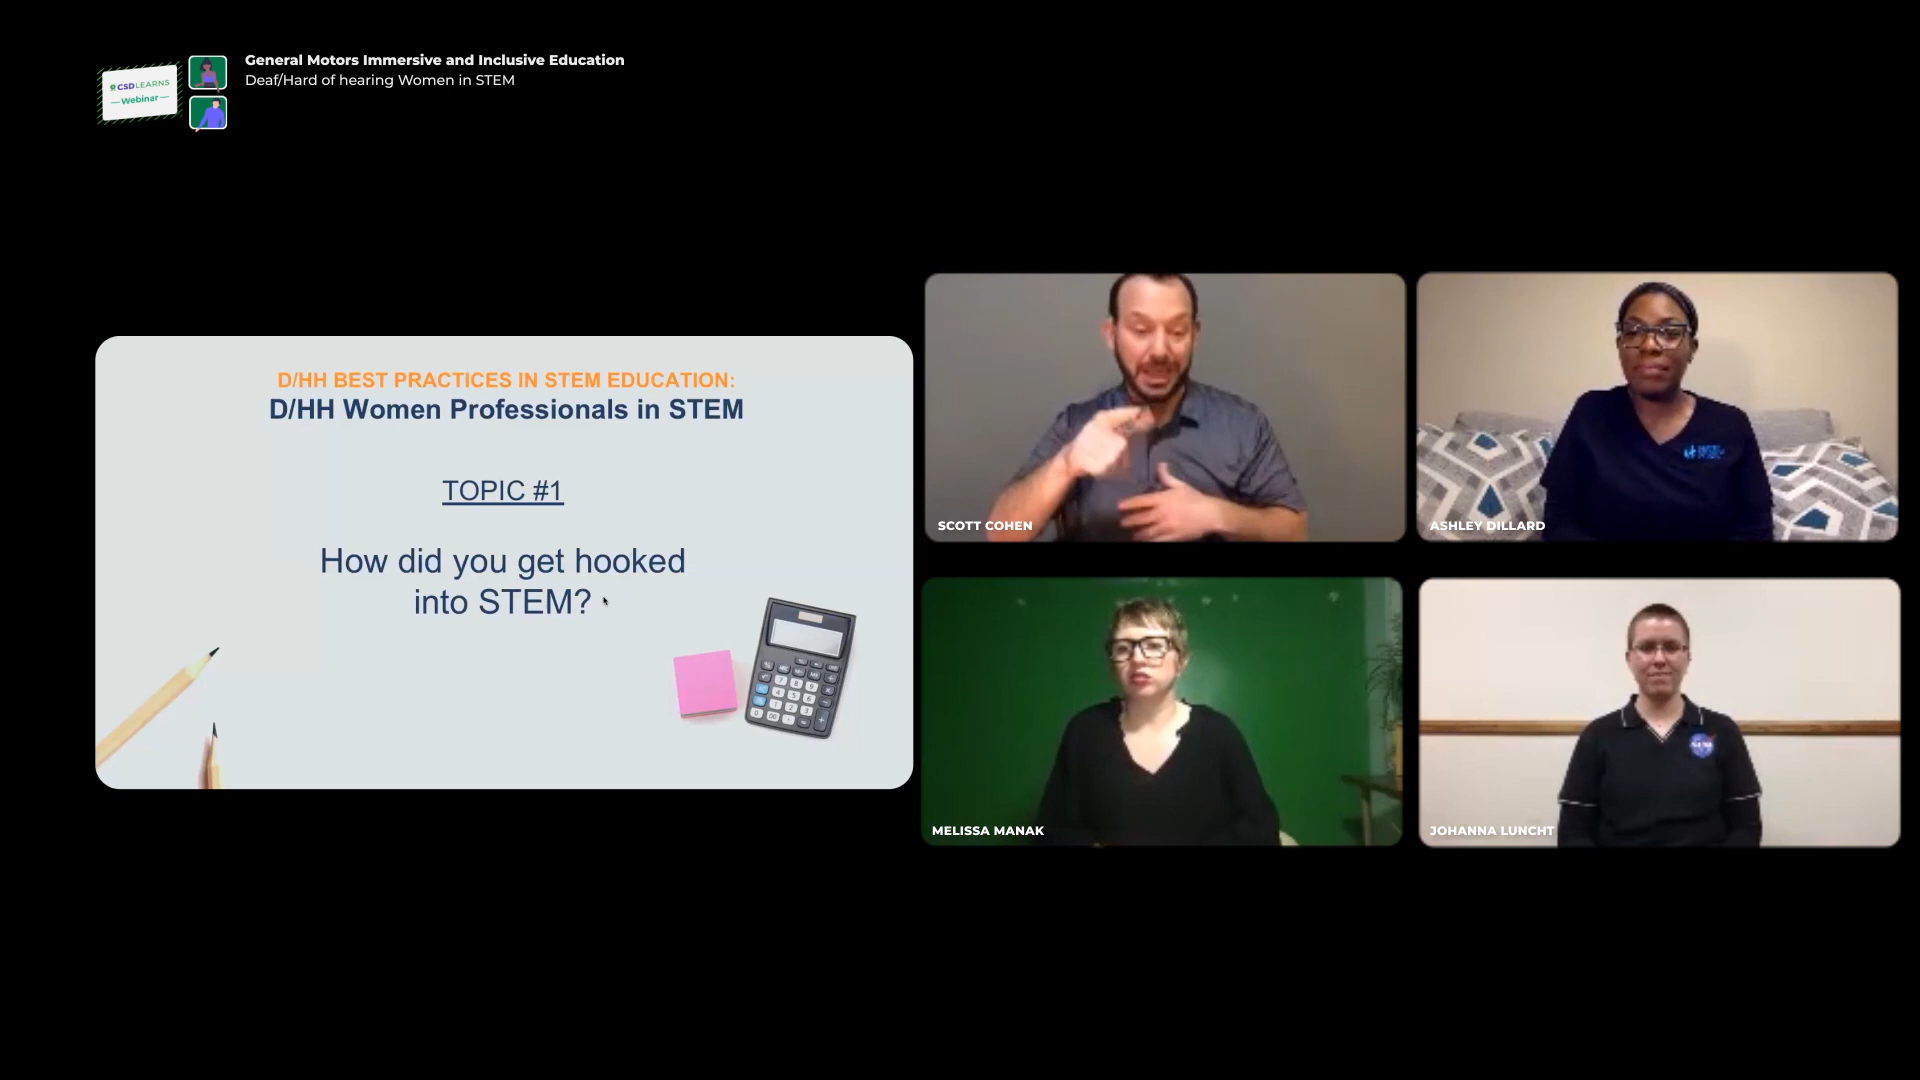 CSDLEARNS
— Webinar —
General Motors Immersive and Inclusive Education
Deaf/Hard of hearing Women in STEM
D/HH BEST PRACTICES IN STEM EDUCATION:
D/HH Women Professionals in STEM
TOPIC #1
How did you get hooked
into STEM?
SCOTT COHEN
ASHLEY DILLARD
MELISSA MANAK
JOHANNA LUNCHT
NASA